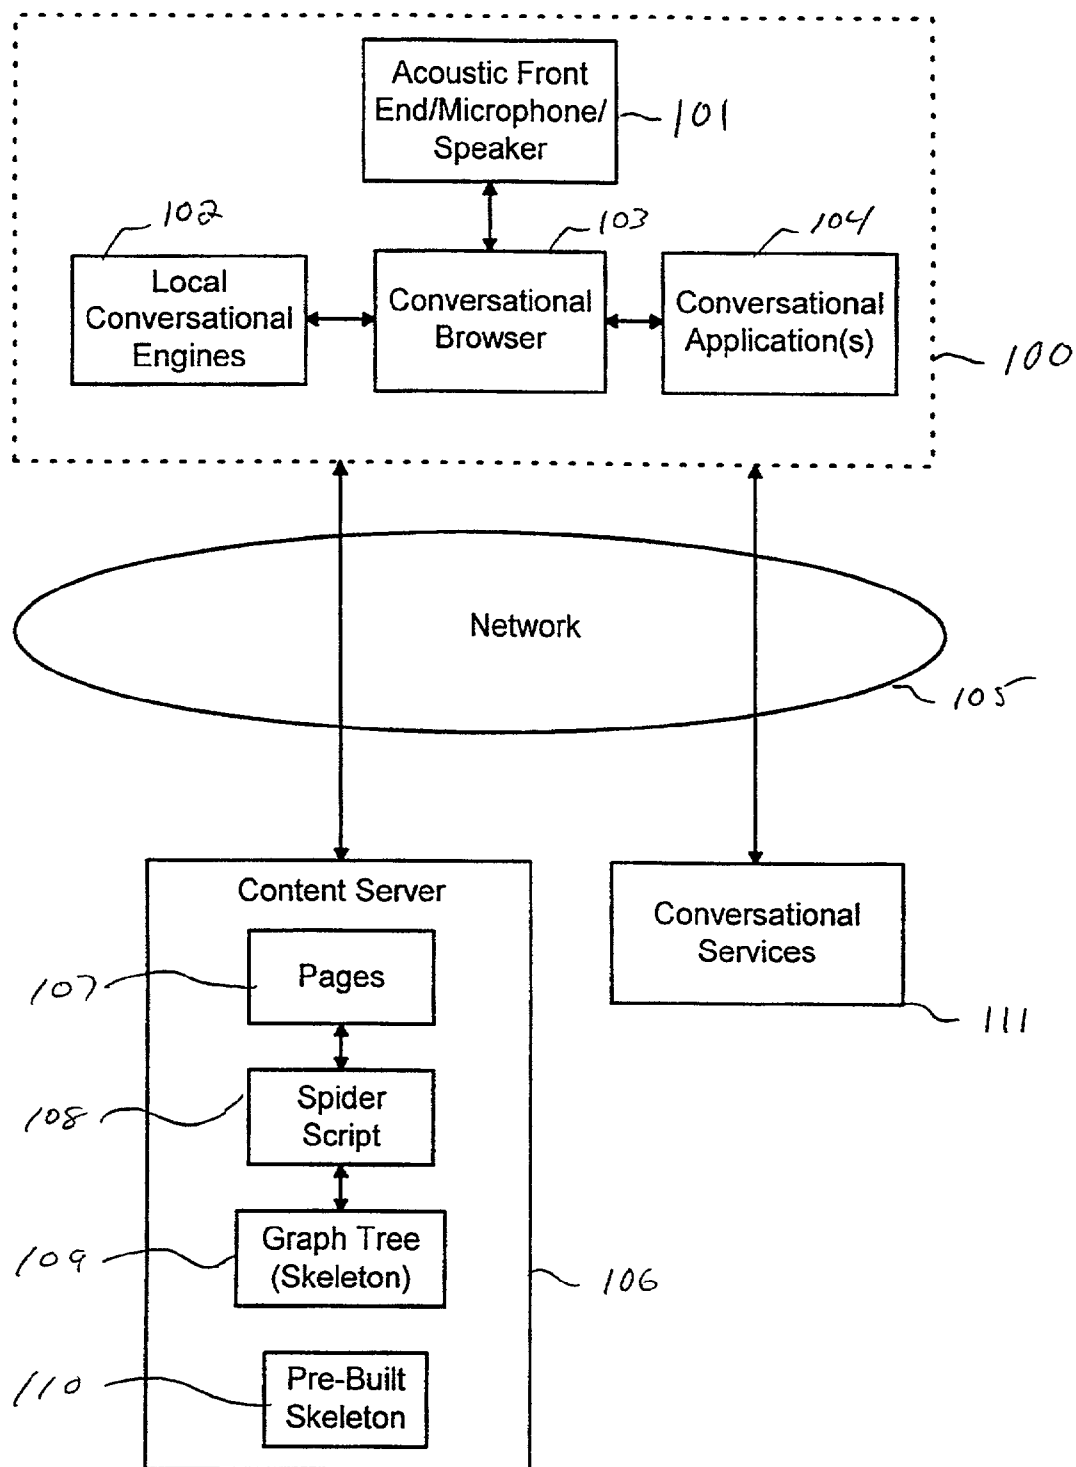 Acoustic Front
End/Microphone/
Speaker
101
102
103
104
Local
Conversational
Engines
Conversational
Browser
Conversational
Application(s)
100
Network
105
Content Server
Conversational
Services
Pages
107
111
Spider
Script
108
Graph Tree
(Skeleton)
109
106
Pre-Built
Skeleton
110